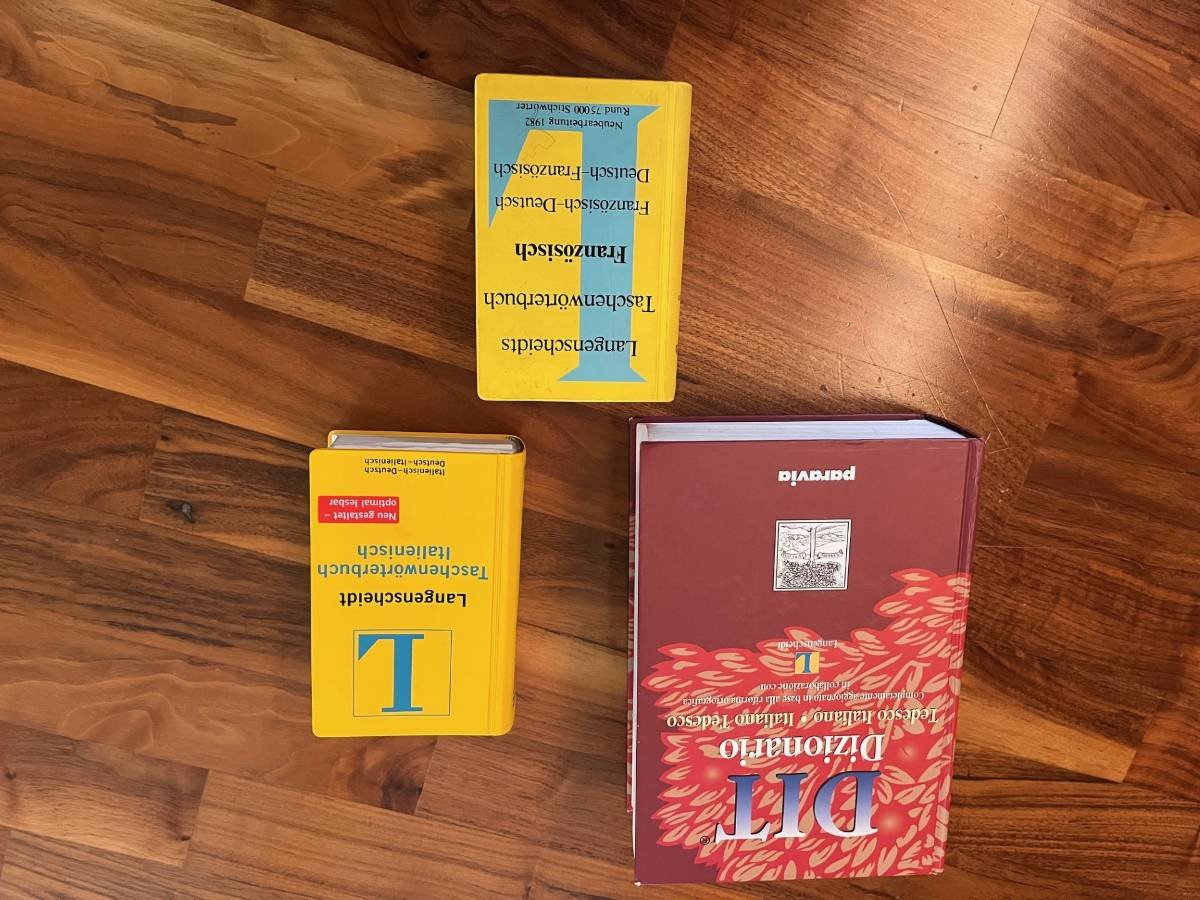 Langenscheidts
Taschenwörterbuch
Französisch
Französisch–Deutsch
Deutsch–Französisch
Neubearbeitung 1982
Rund 75000 Stichwörter
L
Langenscheidt
Taschenwörterbuch
Italienisch
Neu gestaltet –
optimal lesbar
Italienisch–Deutsch
Deutsch–Italienisch
DIT®
Dizionario
Tedesco Italiano • Italiano Tedesco
Completamente aggiornato in base alla riforma ortografica
in collaborazione con
L
Langenscheidt
paravia